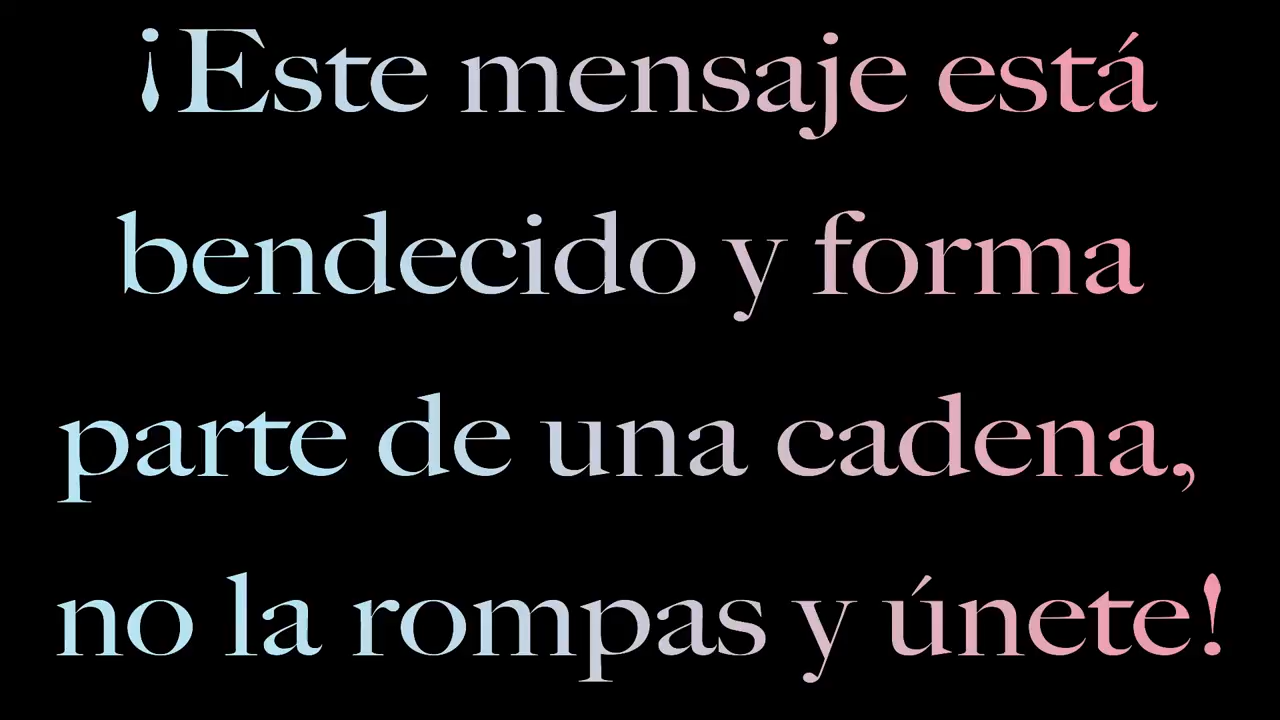 ¡Este mensaje está
bendecido y forma
parte de una cadena,
no la rompas y únete!